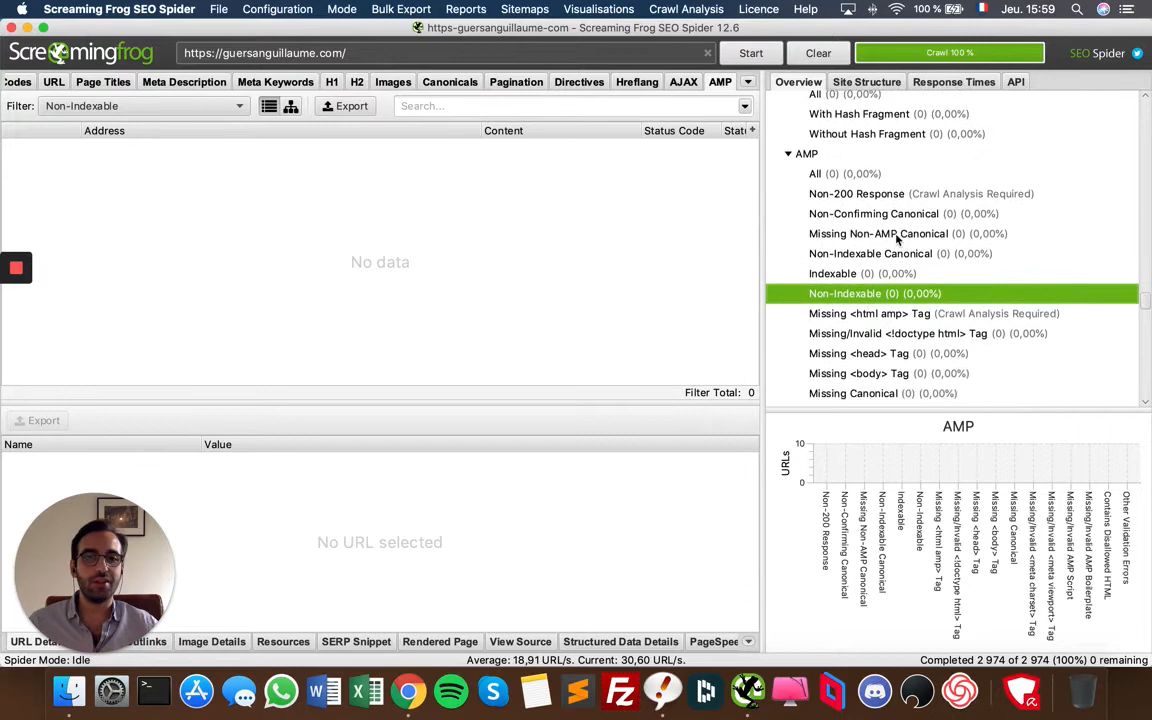 Screaming Frog SEO Spider File Configuration Mode Bulk Export Reports Sitemaps Visualisations Crawl Analysis Licence Help 100 % Jeu. 15:59
https-guersanguillaume-com - Screaming Frog SEO Spider 12.6
Screamingfrog https://guersanguillaume.com/ Start Clear Crawl 100 % SEO Spider
codes URL Page Titles Meta Description Meta Keywords H1 H2 Images Canonicals Pagination Directives Hreflang AJAX AMP
Overview Site Structure Response Times API
Filter: Non-Indexable Export Search...
Address Content Status Code Statu
No data
Filter Total: 0
All (0) (0,00%)
With Hash Fragment (0) (0,00%)
Without Hash Fragment (0) (0,00%)
AMP
All (0) (0,00%)
Non-200 Response (Crawl Analysis Required)
Non-Confirming Canonical (0) (0,00%)
Missing Non-AMP Canonical (0) (0,00%)
Non-Indexable Canonical (0) (0,00%)
Indexable (0) (0,00%)
Non-Indexable (0) (0,00%)
Missing <html amp> Tag (Crawl Analysis Required)
Missing/Invalid <!doctype html> Tag (0) (0,00%)
Missing <head> Tag (0) (0,00%)
Missing <body> Tag (0) (0,00%)
Missing Canonical (0) (0,00%)
Export
Name Value
No URL selected
AMP
URLs
10
0
Non-200 Response
Non-Confirming Canonical
Missing Non-AMP Canonical
Non-Indexable Canonical
Indexable
Non-Indexable
Missing <html amp> Tag
Missing/Invalid <!doctype html> Tag
Missing <head> Tag
Missing <body> Tag
Missing Canonical
Missing/Invalid <meta charset> Tag
Missing/Invalid <meta viewport> Tag
Missing/Invalid AMP Script
Missing/Invalid AMP Boilerplate
Contains Disallowed HTML
Other Validation Errors
URL Deta utlinks Image Details Resources SERP Snippet Rendered Page View Source Structured Data Details PageSpee
Spider Mode: Idle Average: 18,91 URL/s. Current: 30,60 URL/s. Completed 2 974 of 2 974 (100%) 0 remaining